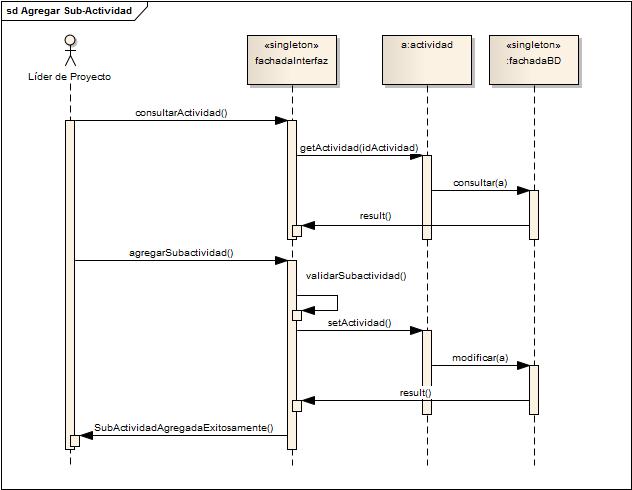 sd Agregar Sub-Actividad
Líder de Proyecto
«singleton»
fachadaInterfaz
a:actividad
«singleton»
:fachadaBD
consultarActividad()
getActividad(idActividad)
consultar(a)
result()
agregarSubactividad()
validarSubactividad()
setActividad()
modificar(a)
result()
SubActividadAgregadaExitosamente()